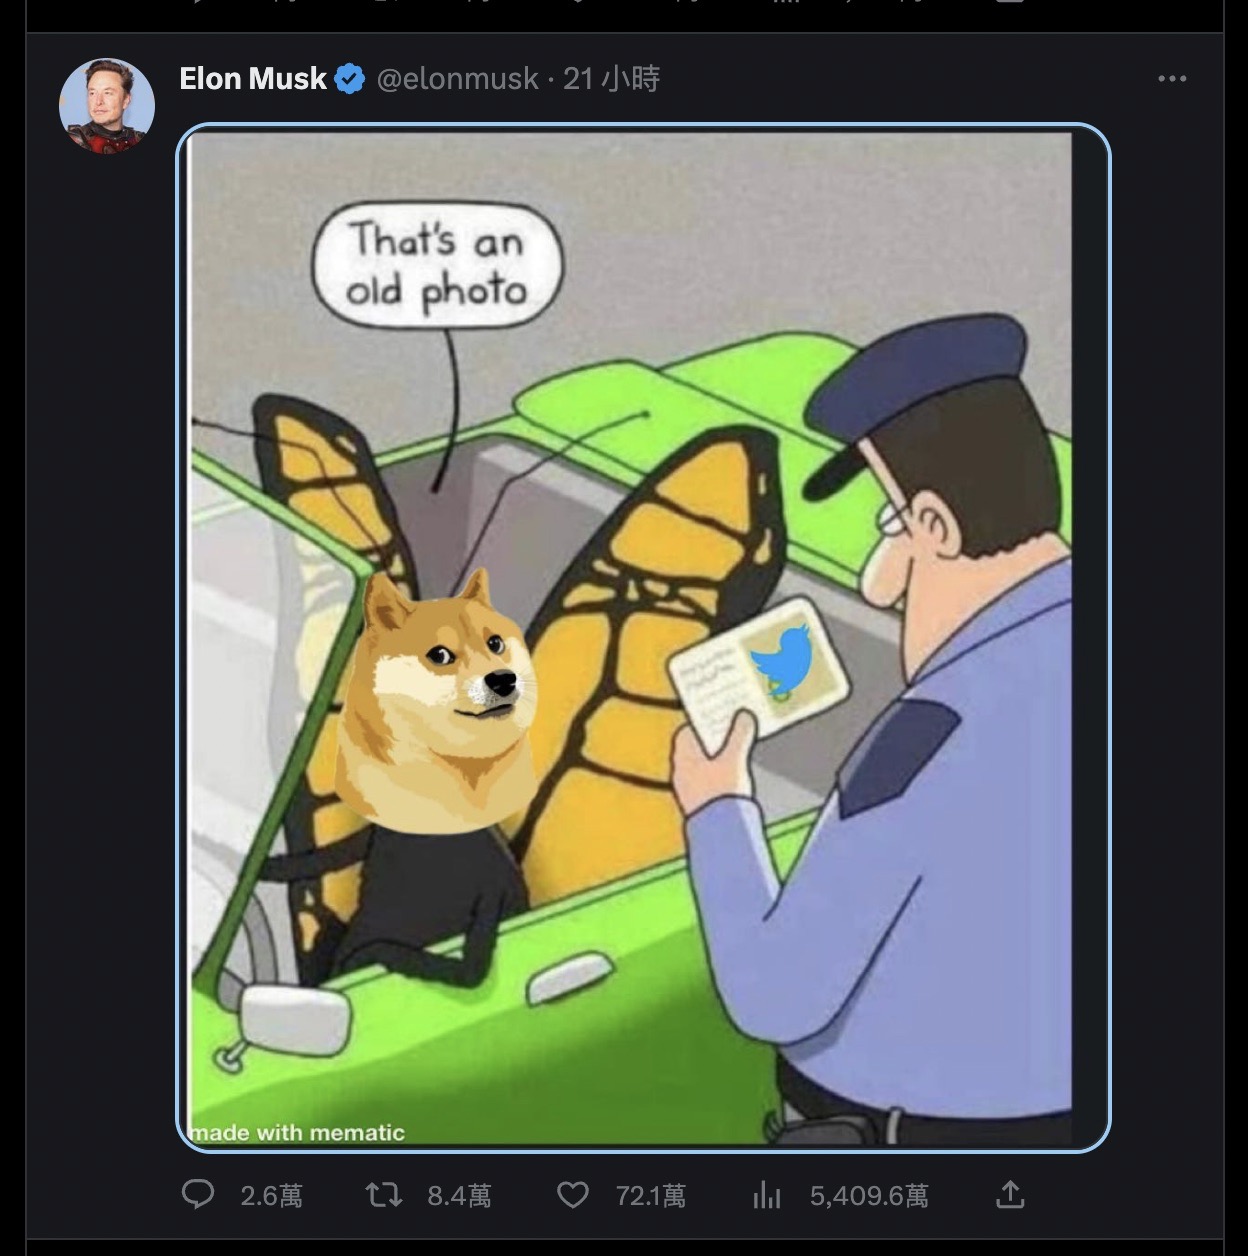 Elon Musk @elonmusk · 21 小時
That's an
old photo
made with mematic
2.6萬 8.4萬 72.1萬 5,409.6萬